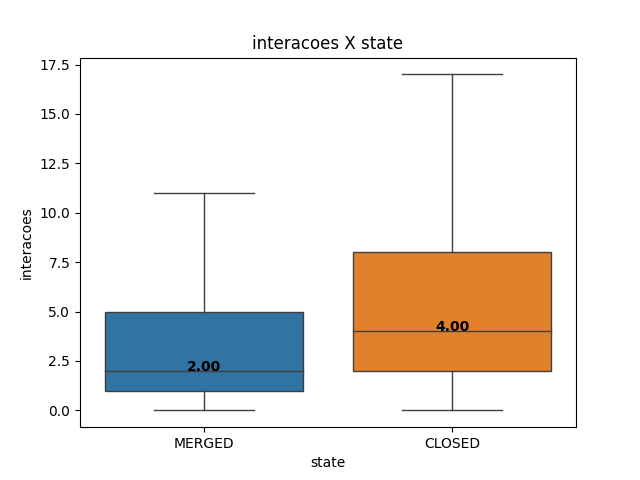 interacoes X state
17.5
15.0
12.5
10.0
7.5
5.0
2.5
0.0
interacoes
2.00
4.00
MERGED CLOSED
state